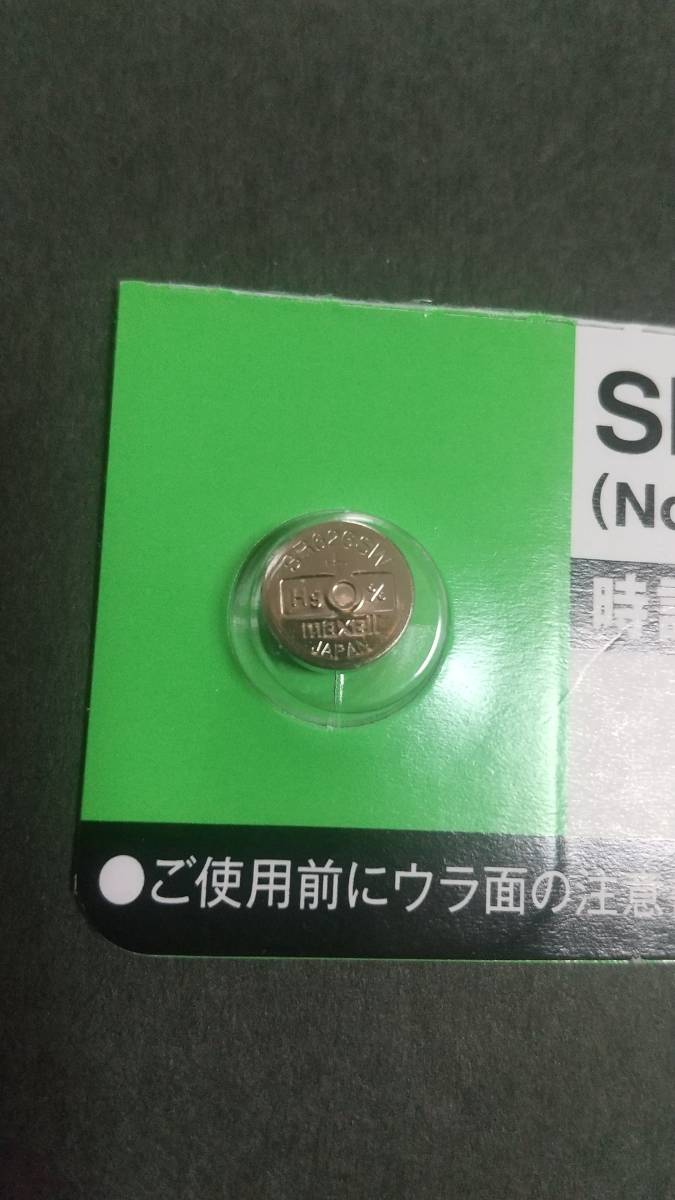 SR626SW
+
Hg 0 %
maxell
JAPAN
S
(No
時計
●ご使用前にウラ面の注意